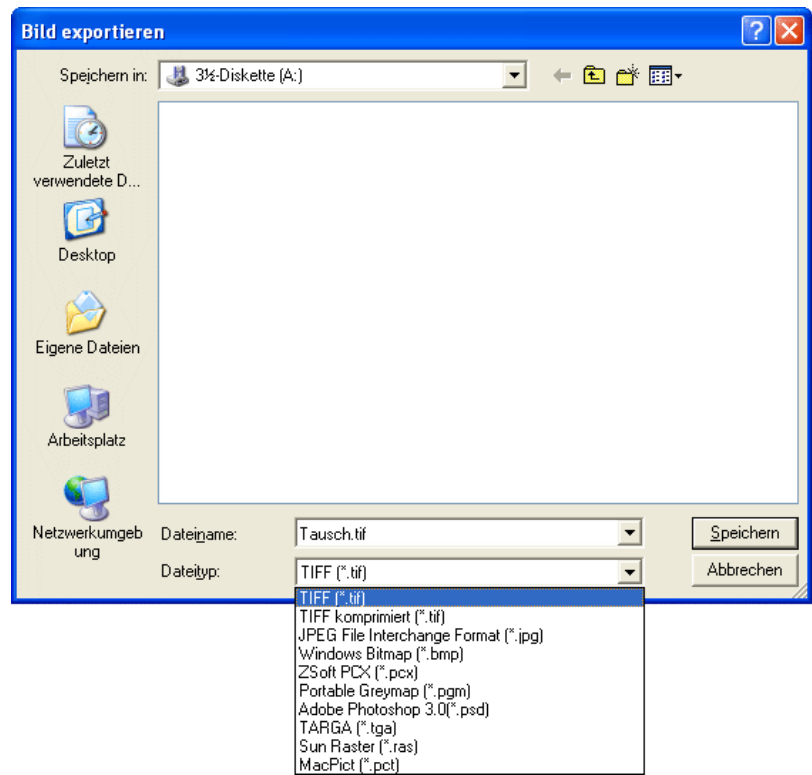 Bild exportieren
Speichern in:
3½-Diskette (A:)
Zuletzt
verwendete D...
Desktop
Eigene Dateien
Arbeitsplatz
Netzwerkumgeb
ung
Dateiname:
Tausch.tif
Speichern
Dateityp:
TIFF (*.tif)
Abbrechen
TIFF (*.tif)
TIFF komprimiert (*.tif)
JPEG File Interchange Format (*.jpg)
Windows Bitmap (*.bmp)
ZSoft PCX (*.pcx)
Portable Greymap (*.pgm)
Adobe Photoshop 3.0(*.psd)
TARGA (*.tga)
Sun Raster (*.ras)
MacPict (*.pct)